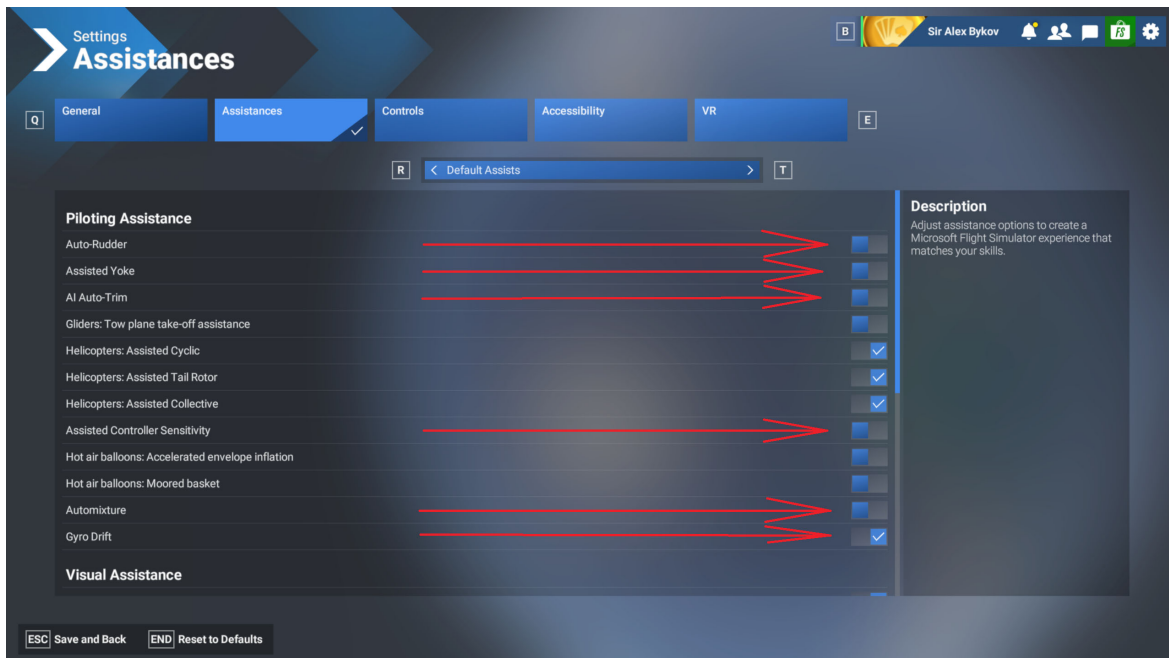 Settings
Assistances
B
Sir Alex Bykov
FS
Q
General
Assistances
Controls
Accessibility
VR
E
R
Default Assists
T
Piloting Assistance
Auto-Rudder
Assisted Yoke
AI Auto-Trim
Gliders: Tow plane take-off assistance
Helicopters: Assisted Cyclic
Helicopters: Assisted Tail Rotor
Helicopters: Assisted Collective
Assisted Controller Sensitivity
Hot air balloons: Accelerated envelope inflation
Hot air balloons: Moored basket
Automixture
Gyro Drift
Visual Assistance
Description
Adjust assistance options to create a
Microsoft Flight Simulator experience that
matches your skills.
ESC Save and Back
END Reset to Defaults